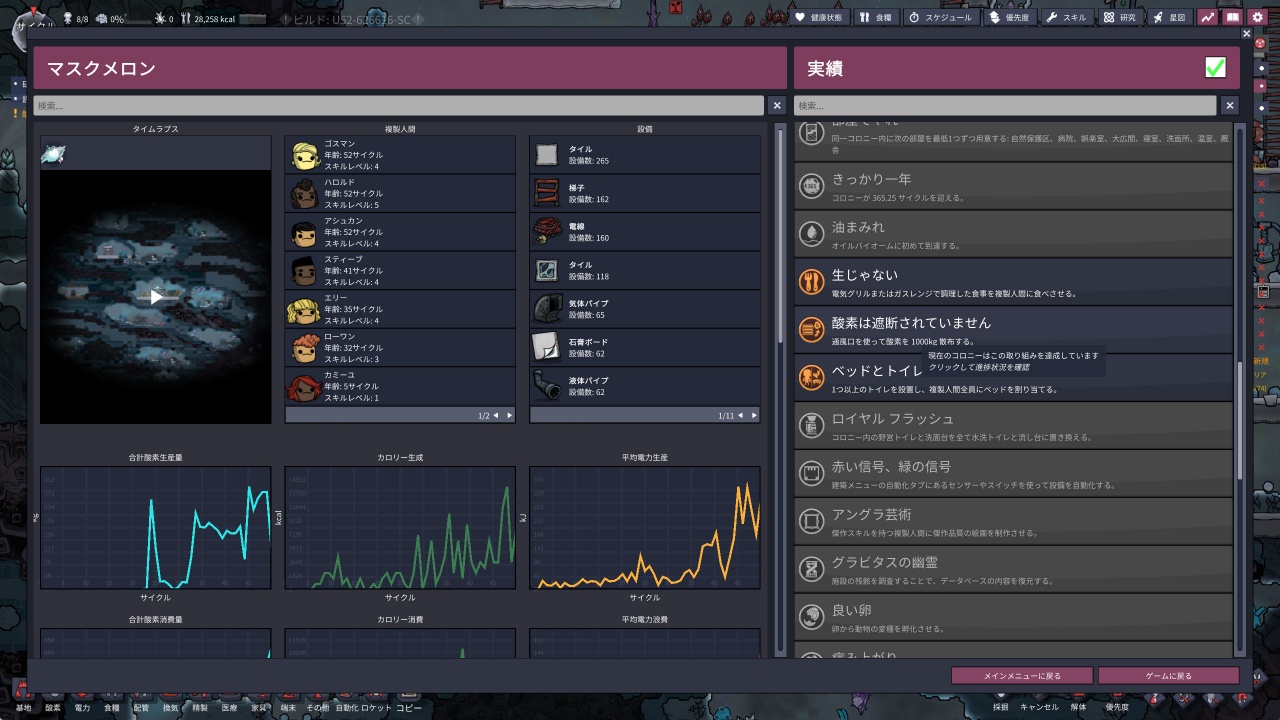 サイクル
8/8
0%
0
28,258 kcal
! ビルド: U52-626616-SC !
健康状態
食糧
スケジュール
優先度
スキル
研究
星図
マスクメロン
実績
検索...
検索...
タイムラプス
複製人間
設備
ゴスマン
年齢: 52サイクル
スキルレベル: 4
ハロルド
年齢: 52サイクル
スキルレベル: 5
アシュカン
年齢: 52サイクル
スキルレベル: 4
スティーブ
年齢: 41サイクル
スキルレベル: 4
エリー
年齢: 35サイクル
スキルレベル: 4
ローワン
年齢: 32サイクル
スキルレベル: 3
カミーユ
年齢: 5サイクル
スキルレベル: 1
1/2
タイル
設備数: 265
梯子
設備数: 162
電線
設備数: 160
タイル
設備数: 118
気体パイプ
設備数: 65
石膏ボード
設備数: 62
液体パイプ
設備数: 62
1/11
同一コロニー内に次の部屋を最低1つずつ用意する: 自然保護区、病院、娯楽室、大広間、寝室、洗面所、温室、厩舎
きっかり一年
コロニーが 365.25 サイクルを迎える。
油まみれ
オイルバイオームに初めて到達する。
生じゃない
電気グリルまたはガスレンジで調理した食事を複製人間に食べさせる。
酸素は遮断されていません
通風口を使って酸素を 1000kg 散布する。
現在のコロニーはこの取り組みを達成しています
クリックして進捗状況を確認
ベッドとトイレ
1つ以上のトイレを設置し、複製人間全員にベッドを割り当てる。
ロイヤル フラッシュ
コロニー内の野営トイレと洗面台を全て水洗トイレと流し台に置き換える。
赤い信号、緑の信号
建築メニューの自動化タブにあるセンサーやスイッチを使って設備を自動化する。
アングラ芸術
傑作スキルを持つ複製人間に傑作品質の絵画を制作させる。
グラビタスの幽霊
施設の残骸を調査することで、データベースの内容を復元する。
良い卵
卵から動物の変種を孵化させる。
合計酸素生産量
カロリー生成
平均電力生産
kcal
kJ
サイクル
サイクル
サイクル
合計酸素消費量
カロリー消費
平均電力浪費
メインメニューに戻る
ゲームに戻る
基地
酸素
電力
食糧
配管
換気
精製
医療
家具
端末
その他
自動化
ロケット
コピー
採掘
キャンセル
解体
優先度